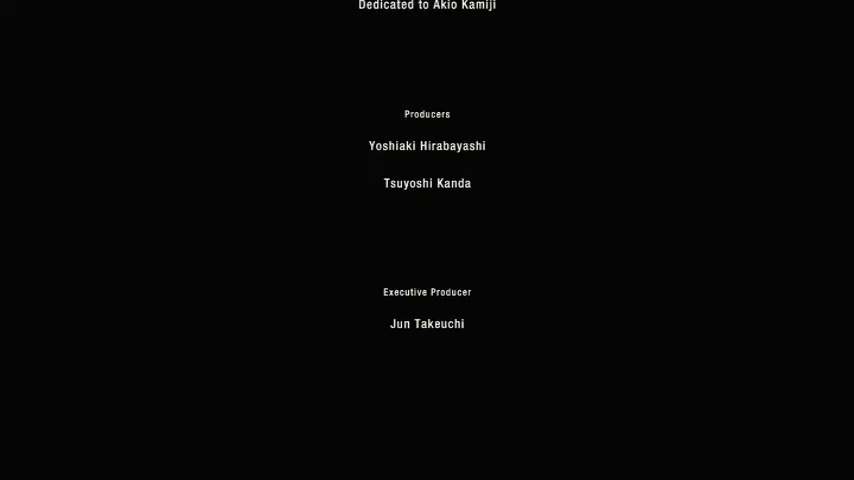 Dedicated to Akio Kamiji
Producers
Yoshiaki Hirabayashi
Tsuyoshi Kanda
Executive Producer
Jun Takeuchi